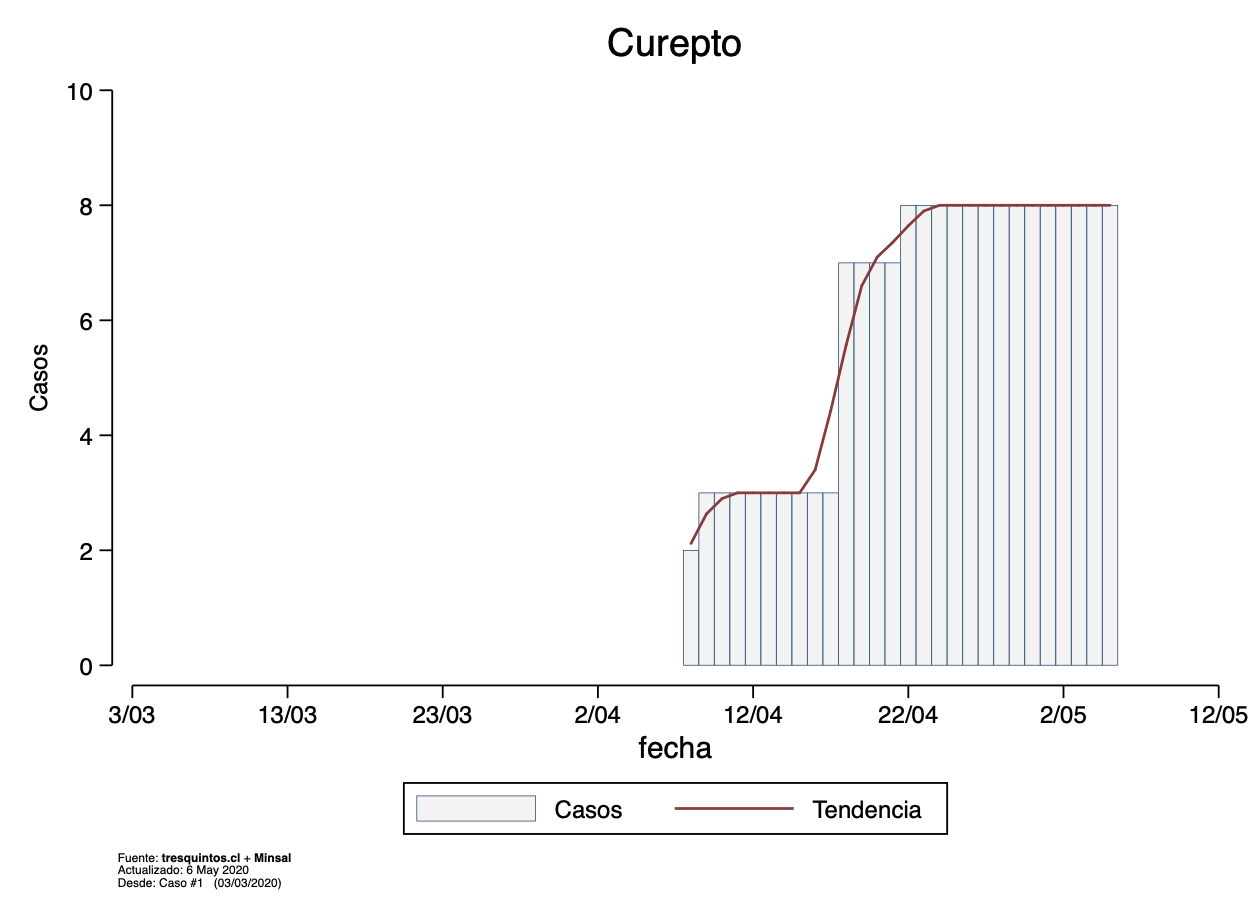 Curepto
10
8
6
4
2
0
Casos
3/03 13/03 23/03 2/04 12/04 22/04 2/05 12/05
fecha
Casos Tendencia
Fuente: tresquintos.cl + Minsal
Actualizado: 6 May 2020
Desde: Caso #1 (03/03/2020)